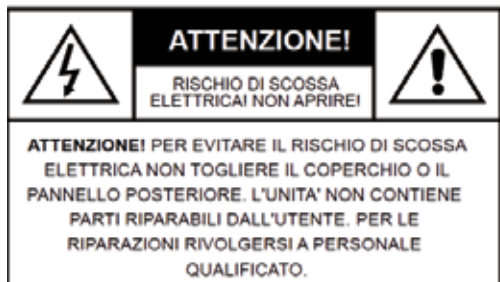 ATTENZIONE!
RISCHIO DI SCOSSA
ELETTRICA! NON APRIRE!
ATTENZIONE! PER EVITARE IL RISCHIO DI SCOSSA
ELETTRICA NON TOGLIERE IL COPERCHIO O IL
PANNELLO POSTERIORE. L'UNITA' NON CONTIENE
PARTI RIPARABILI DALL'UTENTE. PER LE
RIPARAZIONI RIVOLGERSI A PERSONALE
QUALIFICATO.